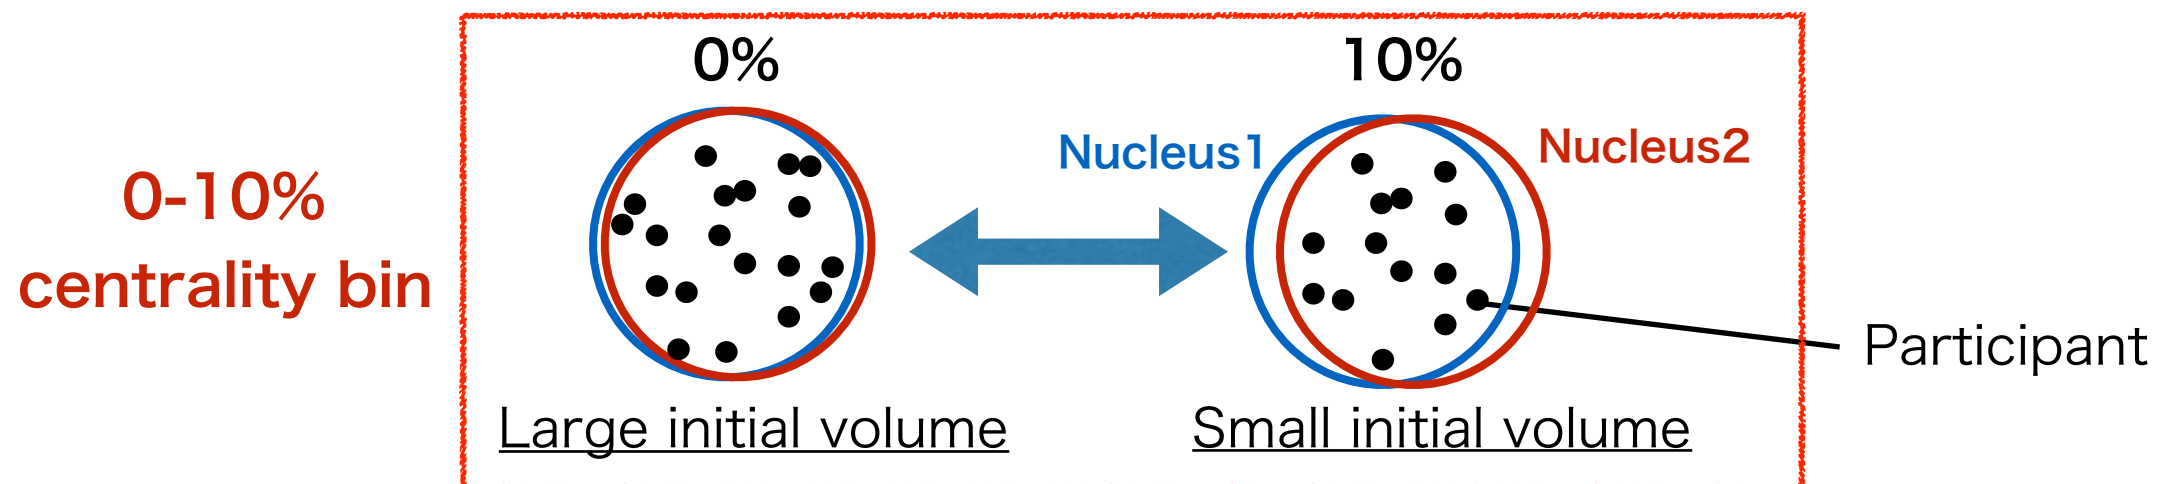 0%
10%
Nucleus1
Nucleus2
0-10%
centrality bin
Participant
Large initial volume
Small initial volume